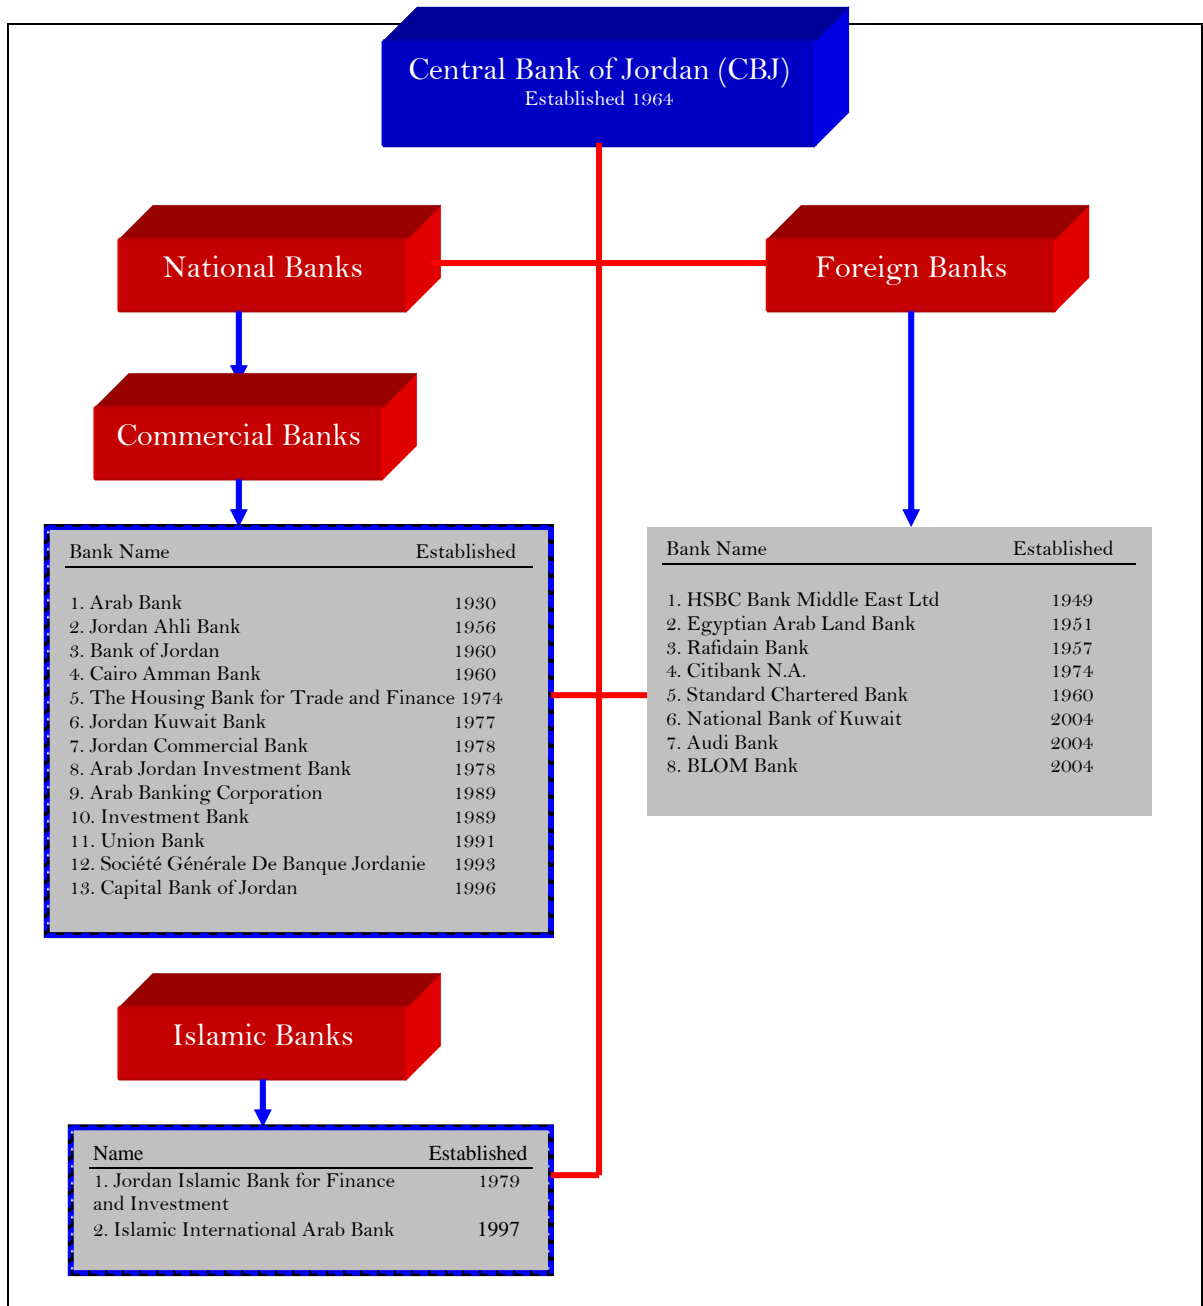 Central Bank of Jordan (CBJ)
Established 1964
National Banks
Foreign Banks
Commercial Banks
Bank Name Established
1. Arab Bank 1930
2. Jordan Ahli Bank 1956
3. Bank of Jordan 1960
4. Cairo Amman Bank 1960
5. The Housing Bank for Trade and Finance 1974
6. Jordan Kuwait Bank 1977
7. Jordan Commercial Bank 1978
8. Arab Jordan Investment Bank 1978
9. Arab Banking Corporation 1989
10. Investment Bank 1989
11. Union Bank 1991
12. Société Générale De Banque Jordanie 1993
13. Capital Bank of Jordan 1996
Bank Name Established
1. HSBC Bank Middle East Ltd 1949
2. Egyptian Arab Land Bank 1951
3. Rafidain Bank 1957
4. Citibank N.A. 1974
5. Standard Chartered Bank 1960
6. National Bank of Kuwait 2004
7. Audi Bank 2004
8. BLOM Bank 2004
Islamic Banks
Name Established
1. Jordan Islamic Bank for Finance 1979
and Investment
2. Islamic International Arab Bank 1997